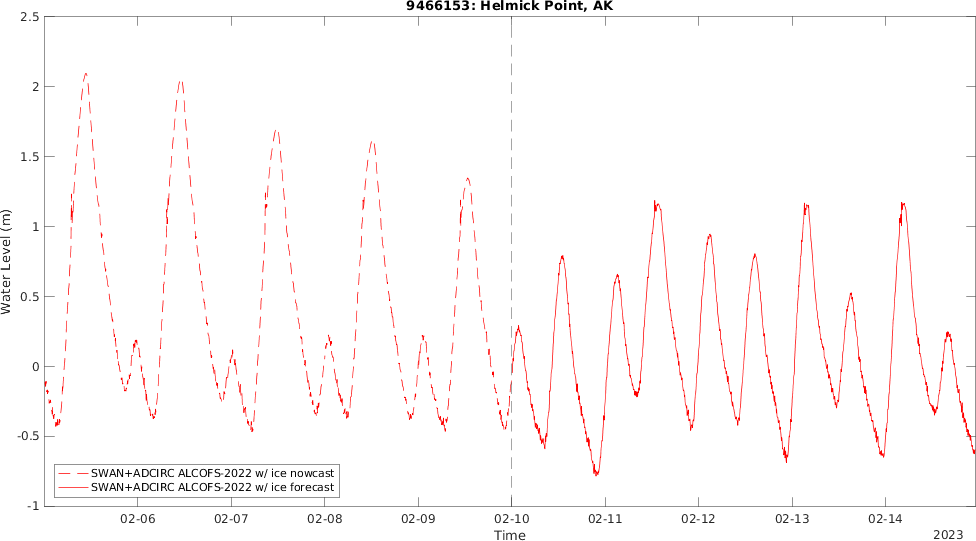 9466153: Helmick Point, AK
2.5
2
1.5
1
0.5
0
-0.5
-1
Water Level (m)
SWAN+ADCIRC ALCOFS-2022 w/ ice nowcast
SWAN+ADCIRC ALCOFS-2022 w/ ice forecast
02-06 02-07 02-08 02-09 02-10 02-11 02-12 02-13 02-14
Time
2023